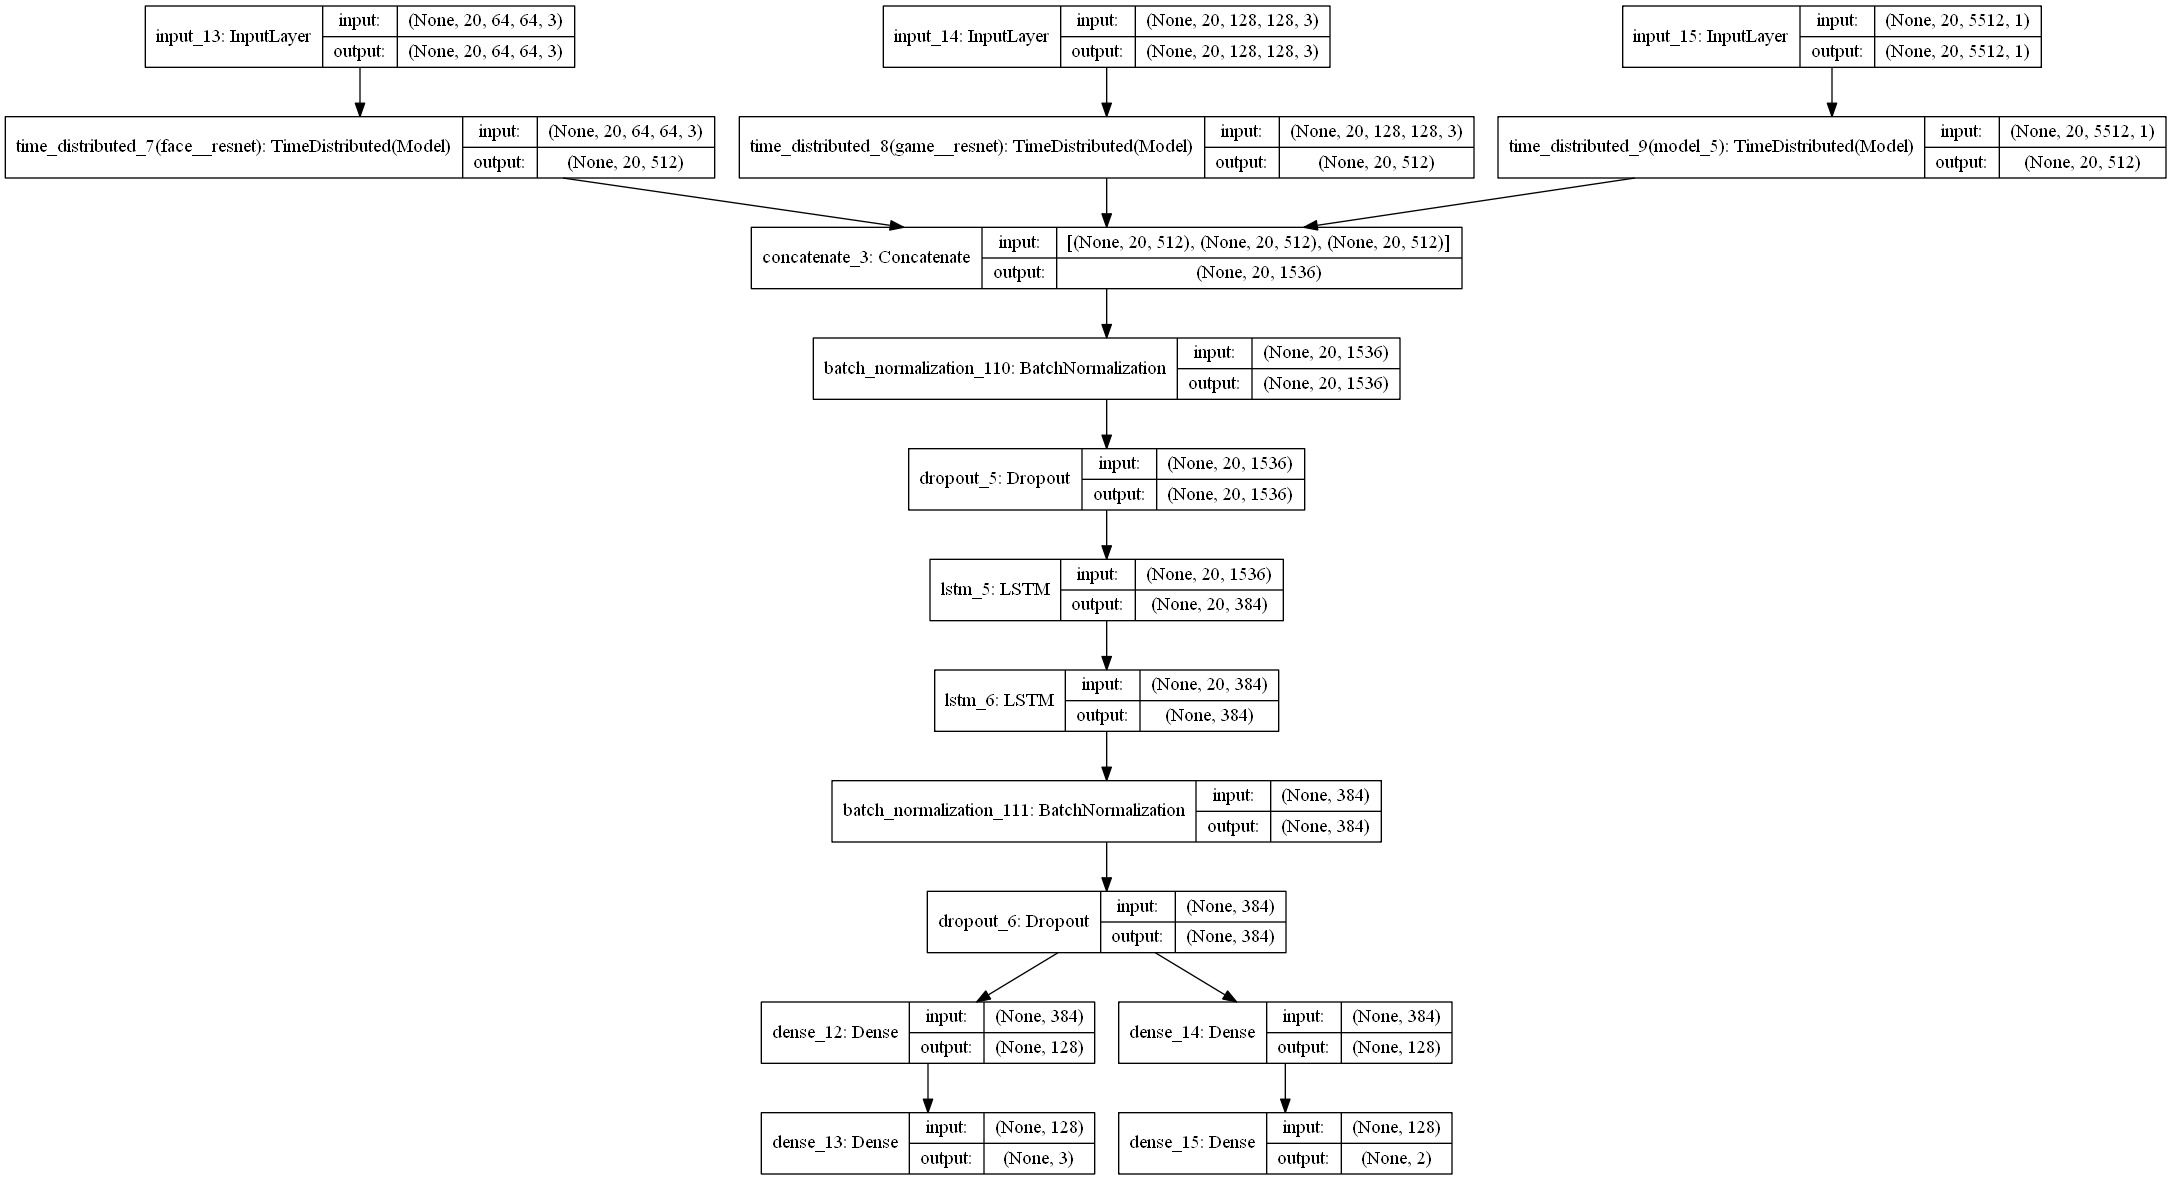 input_13: InputLayer
input: (None, 20, 64, 64, 3)
output: (None, 20, 64, 64, 3)
input_14: InputLayer
input: (None, 20, 128, 128, 3)
output: (None, 20, 128, 128, 3)
input_15: InputLayer
input: (None, 20, 5512, 1)
output: (None, 20, 5512, 1)
time_distributed_7(face__resnet): TimeDistributed(Model)
input: (None, 20, 64, 64, 3)
output: (None, 20, 512)
time_distributed_8(game__resnet): TimeDistributed(Model)
input: (None, 20, 128, 128, 3)
output: (None, 20, 512)
time_distributed_9(model_5): TimeDistributed(Model)
input: (None, 20, 5512, 1)
output: (None, 20, 512)
concatenate_3: Concatenate
input: [(None, 20, 512), (None, 20, 512), (None, 20, 512)]
output: (None, 20, 1536)
batch_normalization_110: BatchNormalization
input: (None, 20, 1536)
output: (None, 20, 1536)
dropout_5: Dropout
input: (None, 20, 1536)
output: (None, 20, 1536)
lstm_5: LSTM
input: (None, 20, 1536)
output: (None, 20, 384)
lstm_6: LSTM
input: (None, 20, 384)
output: (None, 384)
batch_normalization_111: BatchNormalization
input: (None, 384)
output: (None, 384)
dropout_6: Dropout
input: (None, 384)
output: (None, 384)
dense_12: Dense
input: (None, 384)
output: (None, 128)
dense_14: Dense
input: (None, 384)
output: (None, 128)
dense_13: Dense
input: (None, 128)
output: (None, 3)
dense_15: Dense
input: (None, 128)
output: (None, 2)